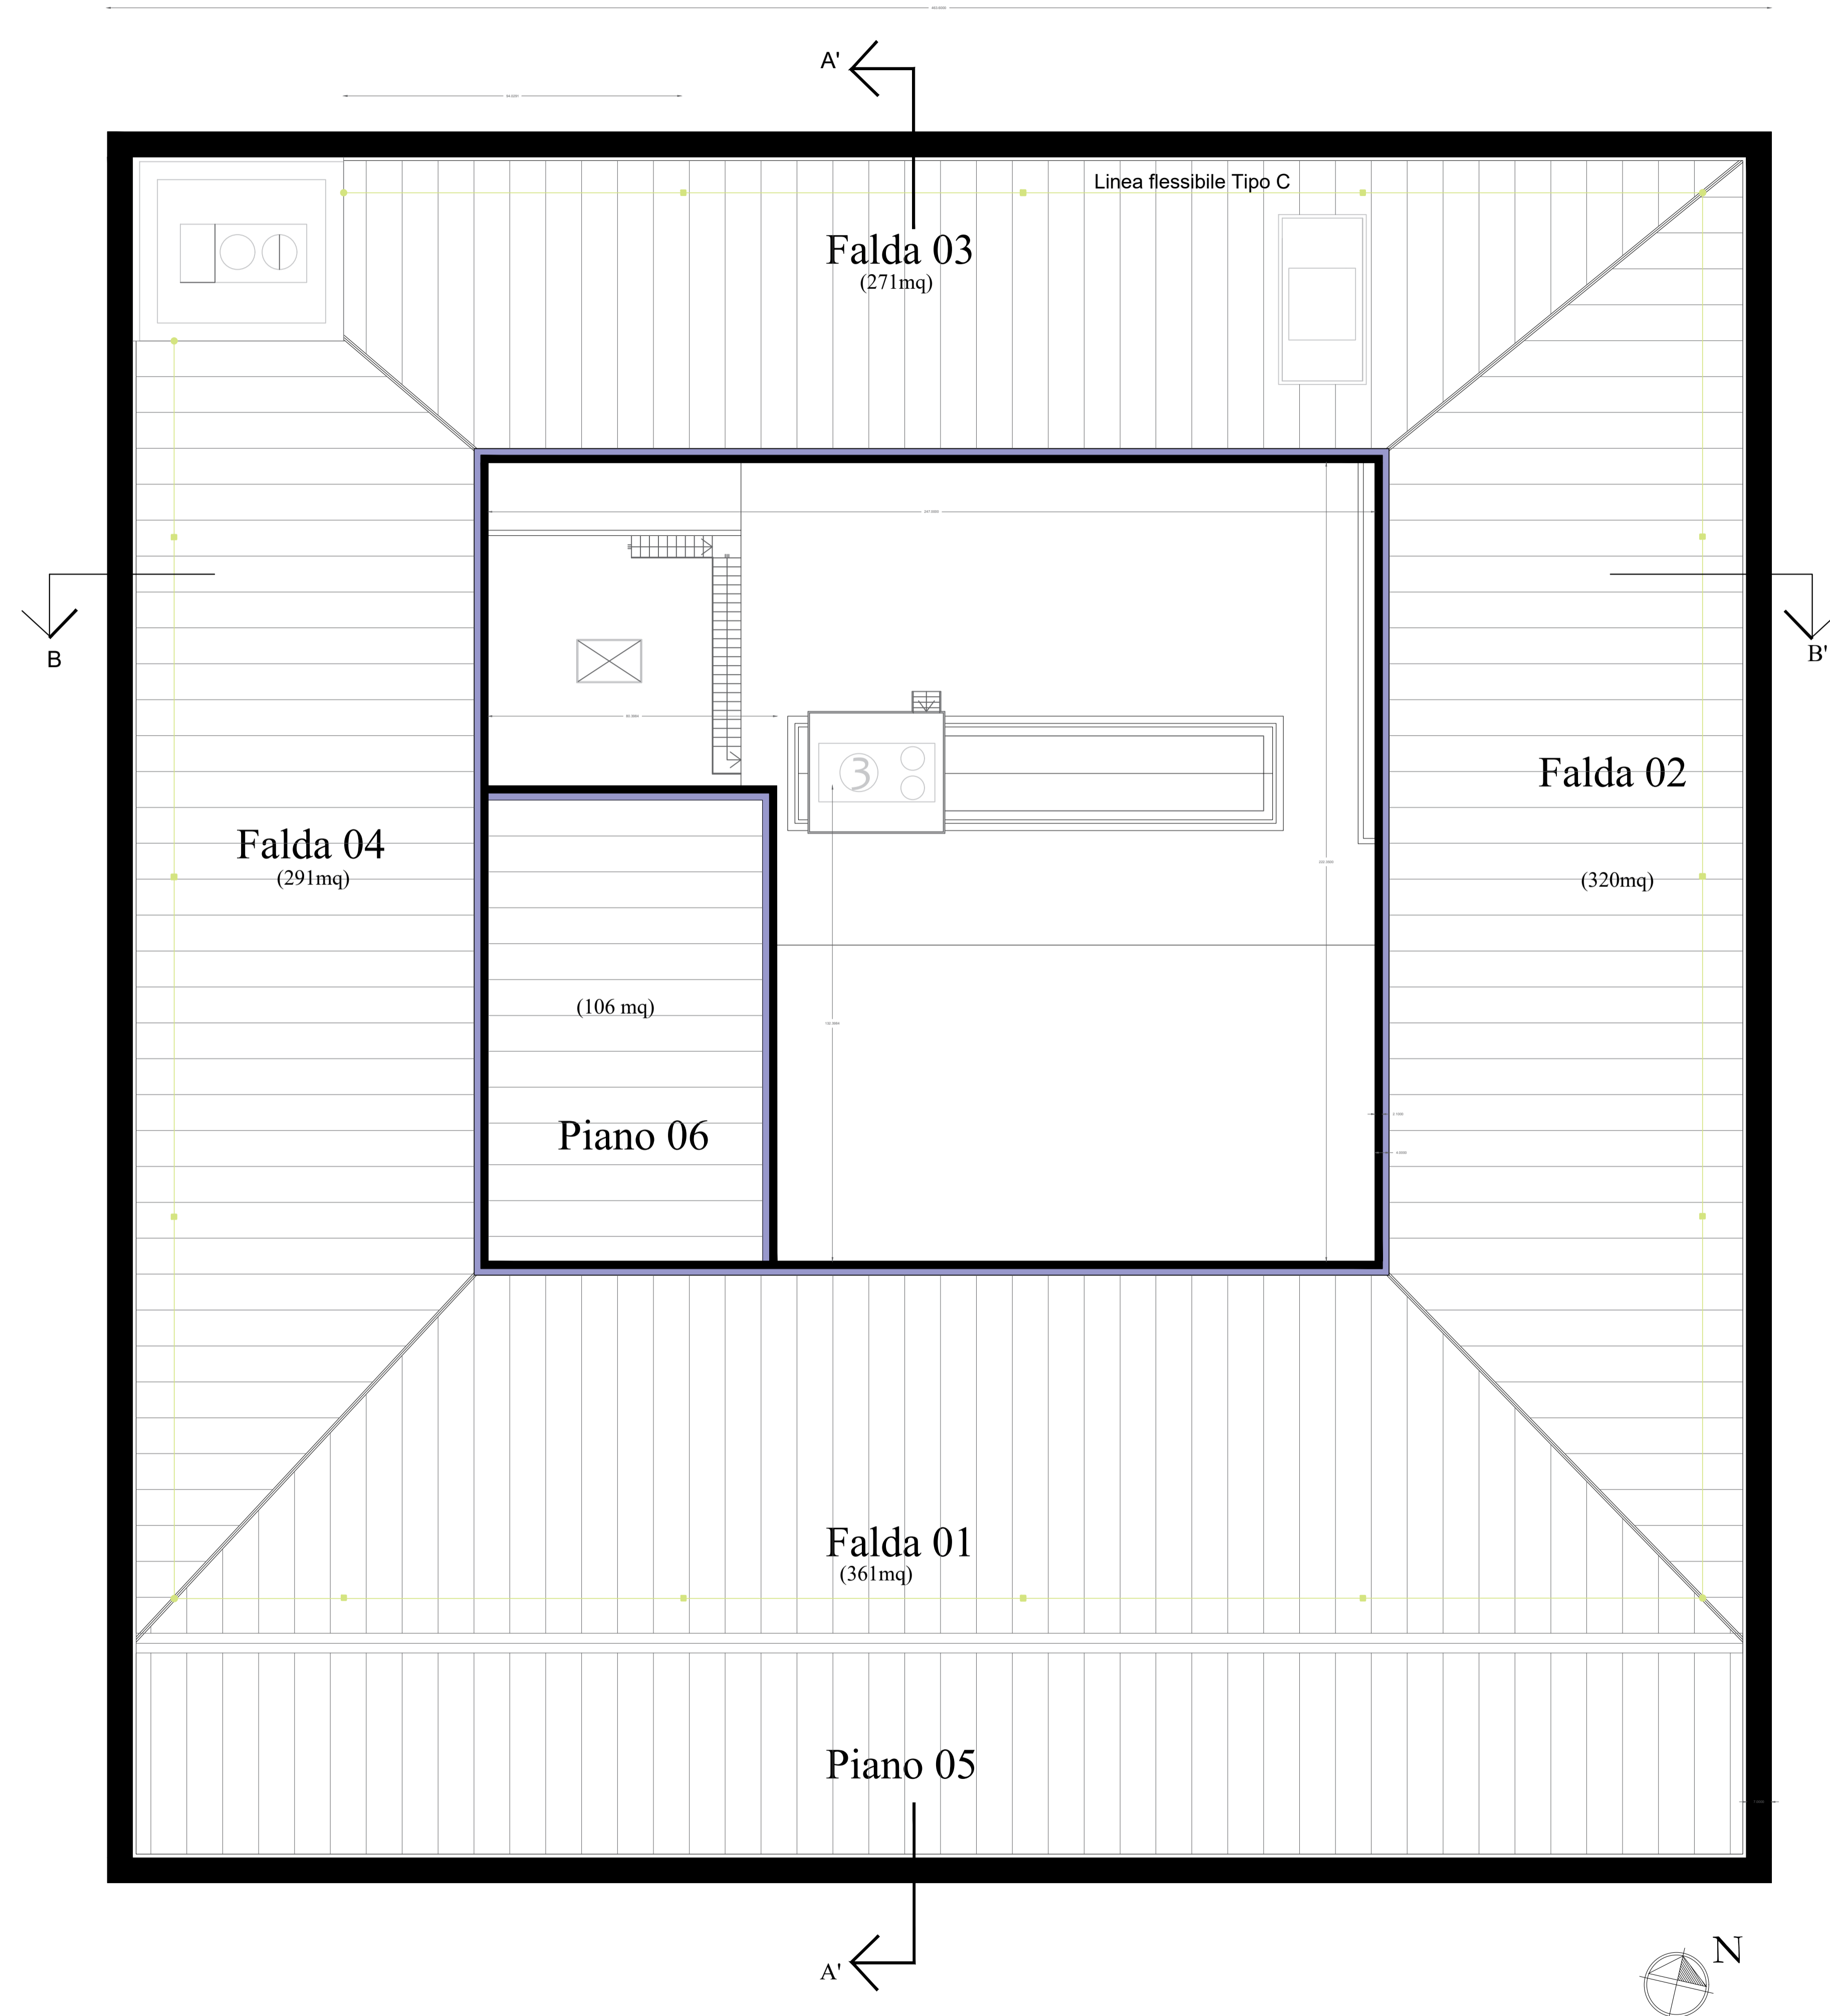 A'
Linea flessibile Tipo C
Falda 03
(271mq)
B
B'
3
Falda 02
(320mq)
Falda 04
(291mq)
(106 mq)
Piano 06
Falda 01
(361mq)
Piano 05
A'
N